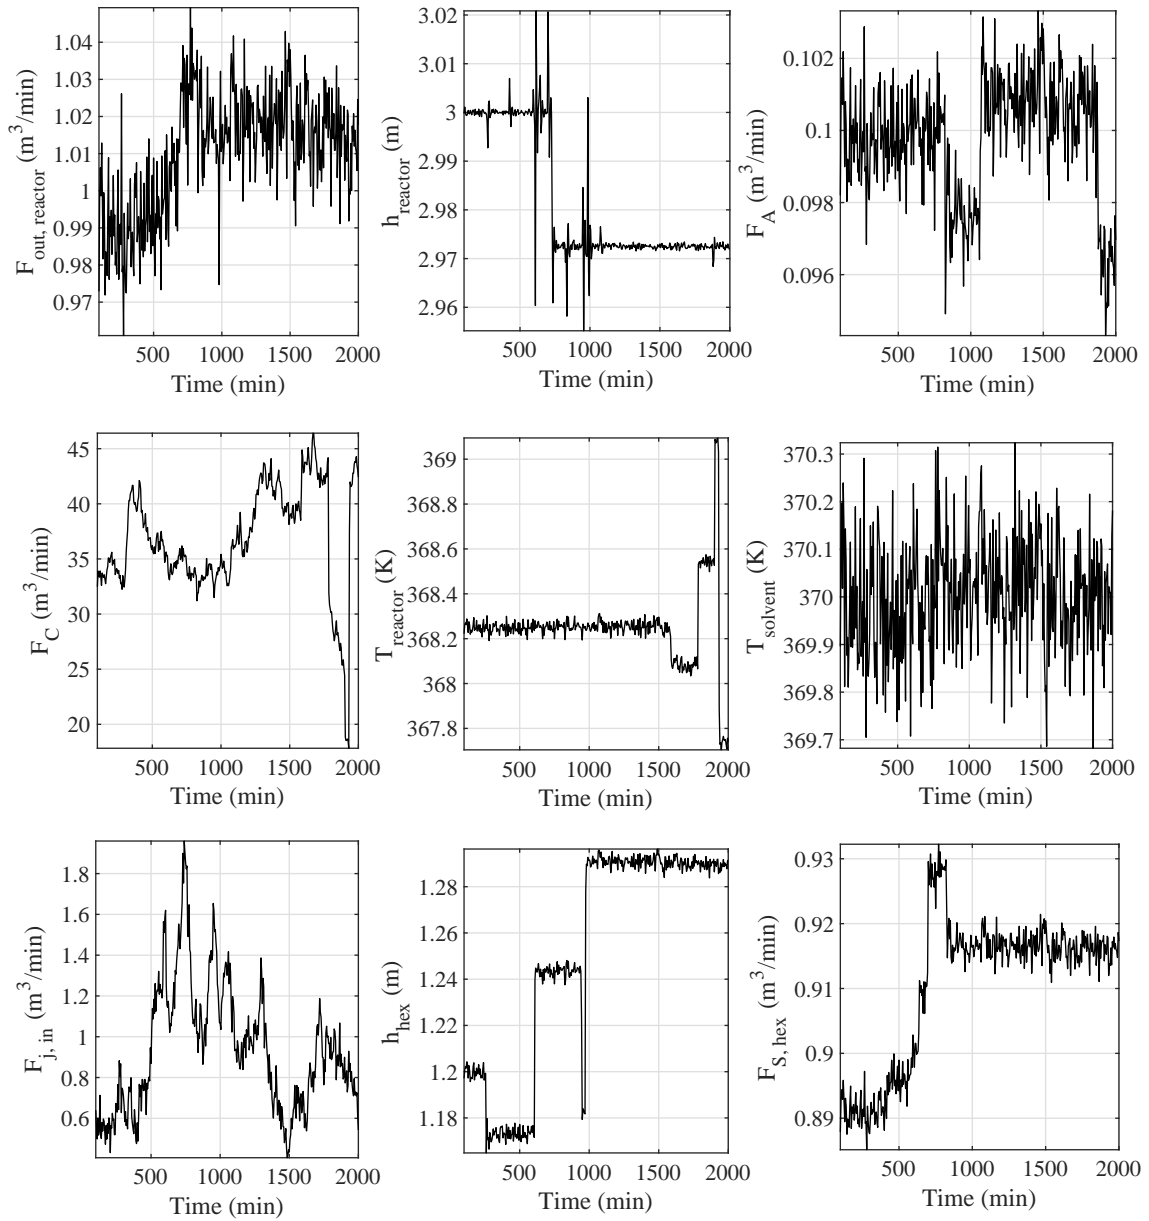 F_out, reactor (m^3/min)
1.04
1.03
1.02
1.01
1
0.99
0.98
0.97
500 1000 1500 2000
Time (min)
h_reactor (m)
3.02
3.01
3
2.99
2.98
2.97
2.96
500 1000 1500 2000
Time (min)
F_A (m^3/min)
0.102
0.1
0.098
0.096
500 1000 1500 2000
Time (min)
F_C (m^3/min)
45
40
35
30
25
20
500 1000 1500 2000
Time (min)
T_reactor (K)
369
368.6
368.4
368.2
368
367.8
500 1000 1500 2000
Time (min)
T_solvent (K)
370.3
370.2
370.1
370
369.9
369.8
369.7
500 1000 1500 2000
Time (min)
F_j, in (m^3/min)
1.8
1.6
1.4
1.2
1
0.8
0.6
500 1000 1500 2000
Time (min)
h_hex (m)
1.28
1.26
1.24
1.22
1.2
1.18
500 1000 1500 2000
Time (min)
F_S, hex (m^3/min)
0.93
0.92
0.91
0.9
0.89
500 1000 1500 2000
Time (min)